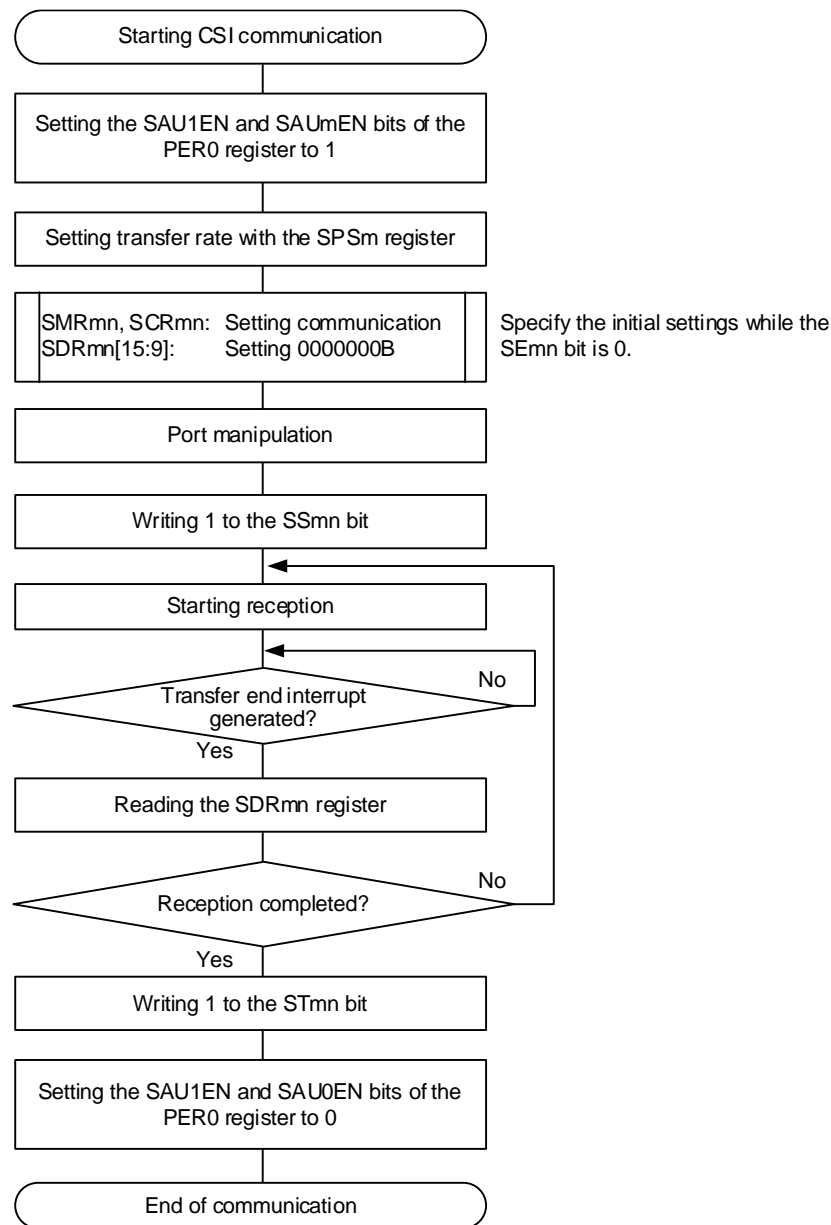 Starting CSI communication
Setting the SAU1EN and SAUmEN bits of the
PER0 register to 1
Setting transfer rate with the SPSm register
SMRmn, SCRmn: Setting communication
SDRmn[15:9]: Setting 0000000B
Specify the initial settings while the
SEmn bit is 0.
Port manipulation
Writing 1 to the SSmn bit
Starting reception
No
Transfer end interrupt
generated?
Yes
Reading the SDRmn register
No
Reception completed?
Yes
Writing 1 to the STmn bit
Setting the SAU1EN and SAU0EN bits of the
PER0 register to 0
End of communication